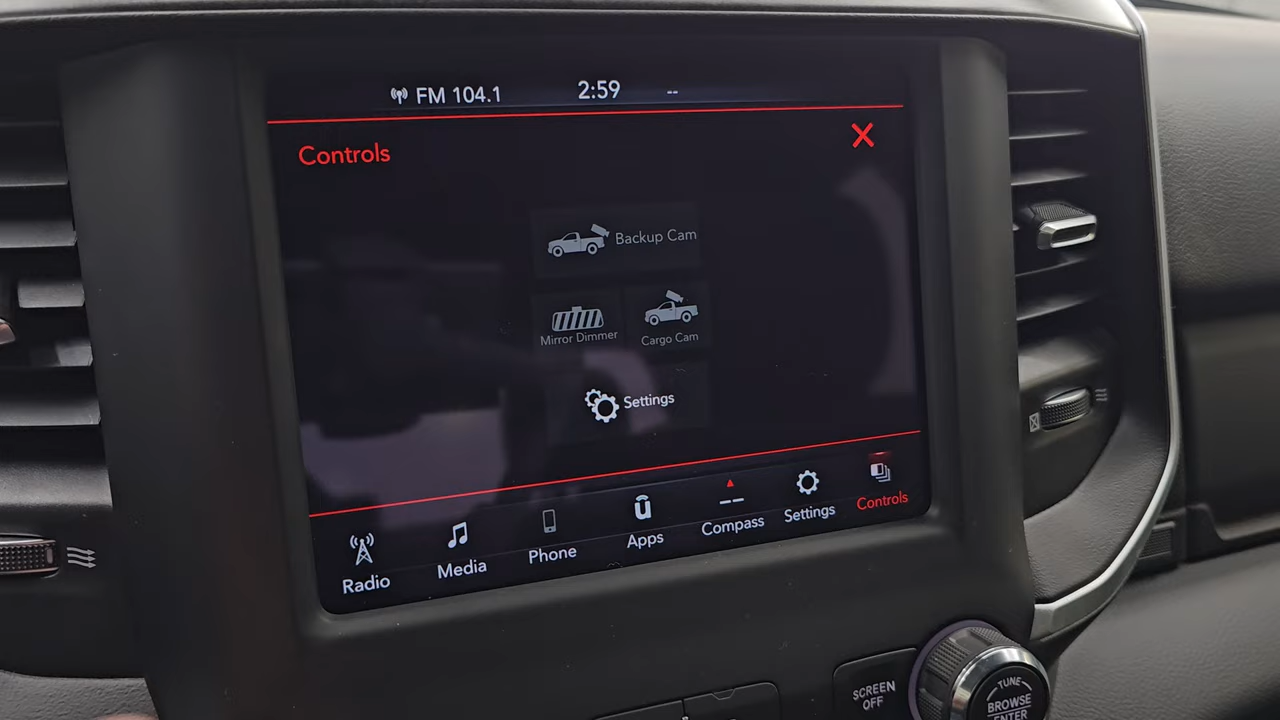 FM 104.1 2:59 --
Controls
Backup Cam
Mirror Dimmer Cargo Cam
Settings
Radio Media Phone Apps Compass Settings Controls
SCREEN
OFF
TUNE
BROWSE
ENTER